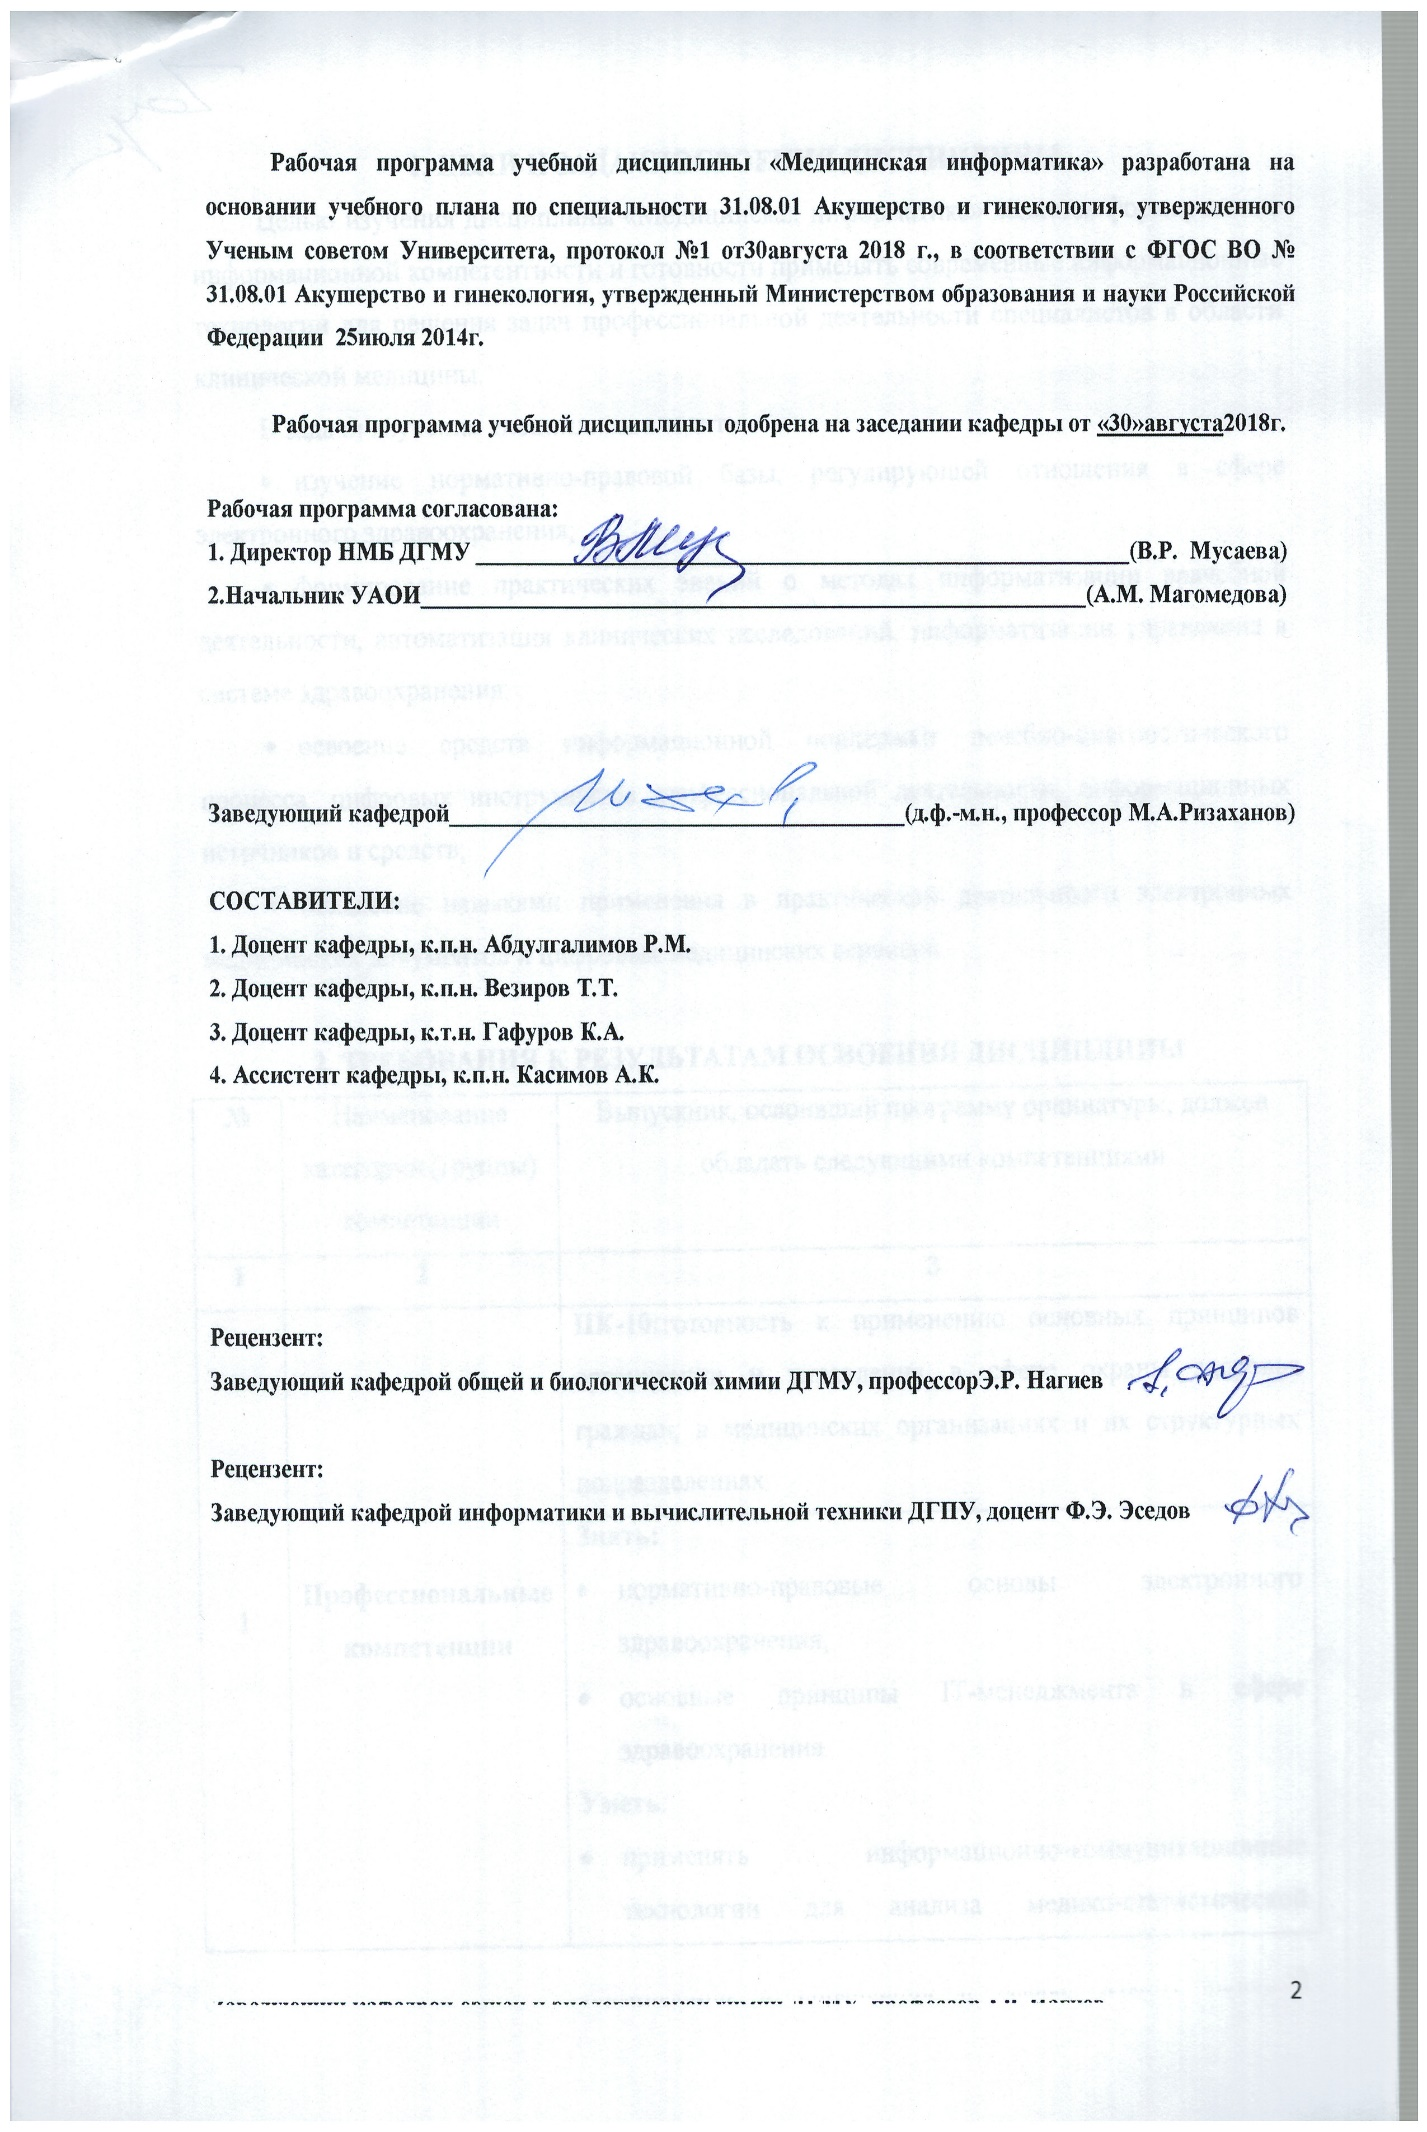 Рабочая программа учебной дисциплины «Медицинская информатика» разработана на
основании учебного плана по специальности 31.08.01 Акушерство и гинекология, утвержденного
Ученым советом Университета, протокол №1 от30августа 2018 г., в соответствии с ФГОС ВО №
31.08.01 Акушерство и гинекология, утвержденный Министерством образования и науки Российской
Федерации 25июля 2014г.
Рабочая программа учебной дисциплины одобрена на заседании кафедры от «30»августа2018г.
Рабочая программа согласована:
1. Директор НМБ ДГМУ (В.Р. Мусаева)
2.Начальник УАОИ (А.М. Магомедова)
Заведующий кафедрой (д.ф.-м.н., профессор М.А.Ризаханов)
СОСТАВИТЕЛИ:
1. Доцент кафедры, к.п.н. Абдулгалимов Р.М.
2. Доцент кафедры, к.п.н. Везиров Т.Т.
3. Доцент кафедры, к.т.н. Гафуров К.А.
4. Ассистент кафедры, к.п.н. Касимов А.К.
Рецензент:
Заведующий кафедрой общей и биологической химии ДГМУ, профессорЭ.Р. Нагиев
Рецензент:
Заведующий кафедрой информатики и вычислительной техники ДГПУ, доцент Ф.Э. Эседов
2